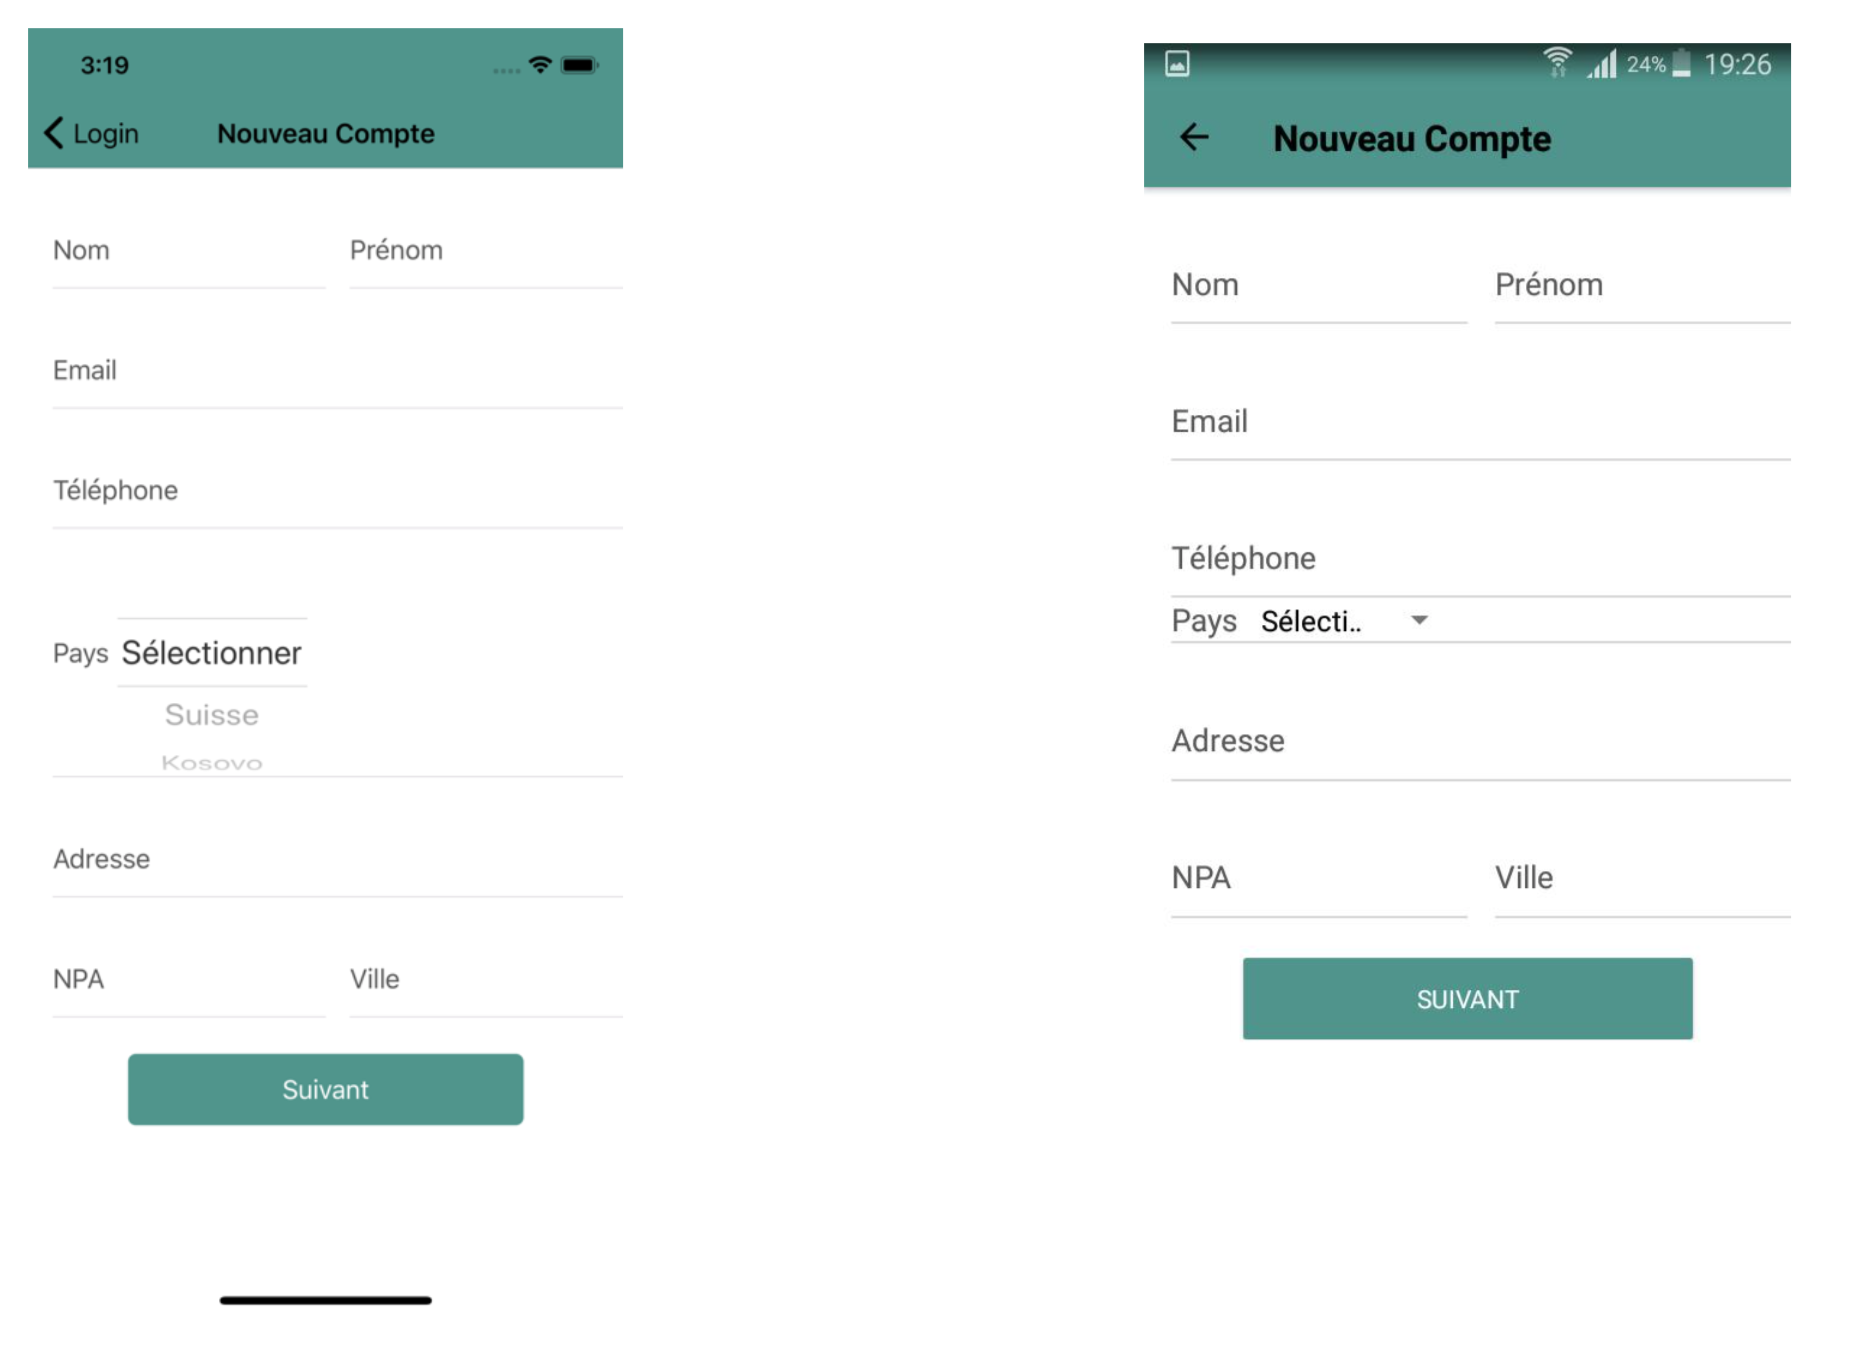 3:19
Login Nouveau Compte
Nom Prénom
Email
Téléphone
Pays Sélectionner
Suisse
Kosovo
Adresse
NPA Ville
Suivant
24% 19:26
Nouveau Compte
Nom Prénom
Email
Téléphone
Pays Sélecti..
Adresse
NPA Ville
SUIVANT